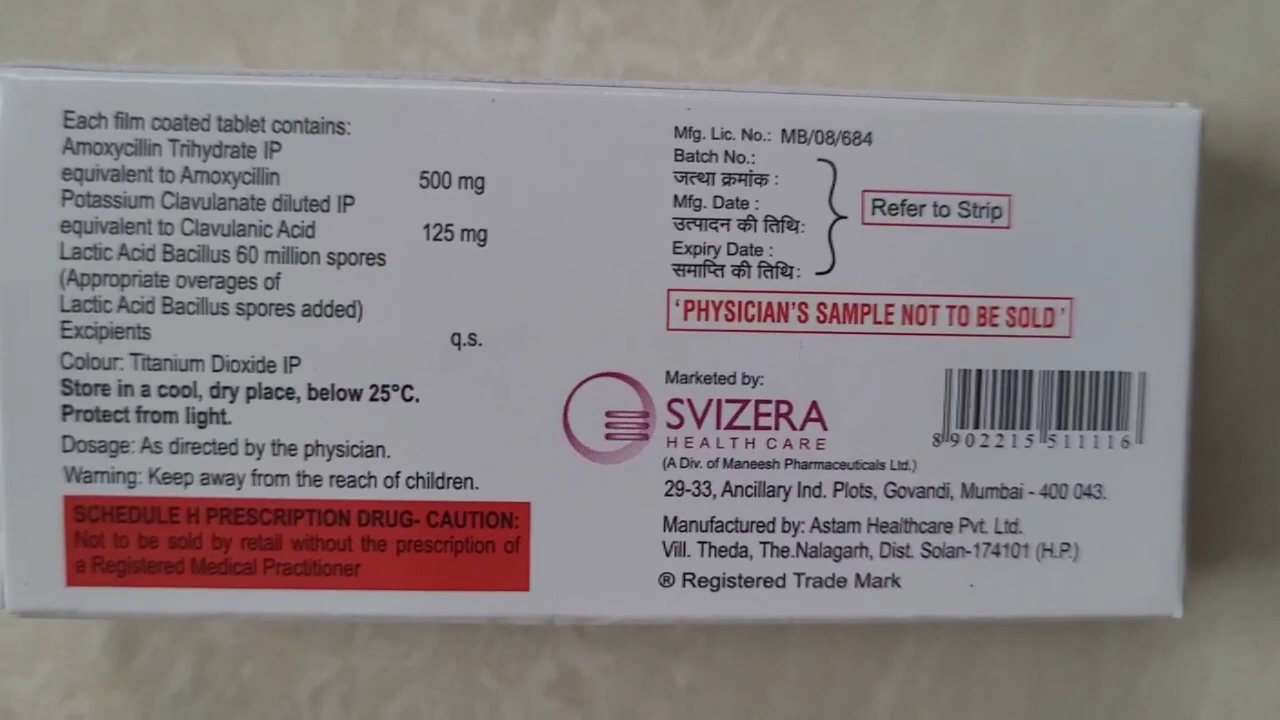 Each film coated tablet contains:
Amoxycillin Trihydrate IP
equivalent to Amoxycillin 500 mg
Potassium Clavulanate diluted IP
equivalent to Clavulanic Acid 125 mg
Lactic Acid Bacillus 60 million spores
(Appropriate overages of
Lactic Acid Bacillus spores added)
Excipients q.s.
Colour: Titanium Dioxide IP
Store in a cool, dry place, below 25°C.
Protect from light.
Dosage: As directed by the physician.
Warning: Keep away from the reach of children.
SCHEDULE H PRESCRIPTION DRUG- CAUTION:
Not to be sold by retail without the prescription of
a Registered Medical Practitioner
Mfg. Lic. No.: MB/08/684
Batch No.:
जत्था क्रमांक :
Mfg. Date :
उत्पादन की तिथि:
Expiry Date :
समाप्ति की तिथि:
Refer to Strip
'PHYSICIAN'S SAMPLE NOT TO BE SOLD'
Marketed by:
SVIZERA
HEALTH CARE
(A Div. of Maneesh Pharmaceuticals Ltd.)
29-33, Ancillary Ind. Plots, Govandi, Mumbai - 400 043.
8 902215 511116
Manufactured by: Astam Healthcare Pvt. Ltd.
Vill. Theda, The.Nalagarh, Dist. Solan-174101 (H.P.)
® Registered Trade Mark